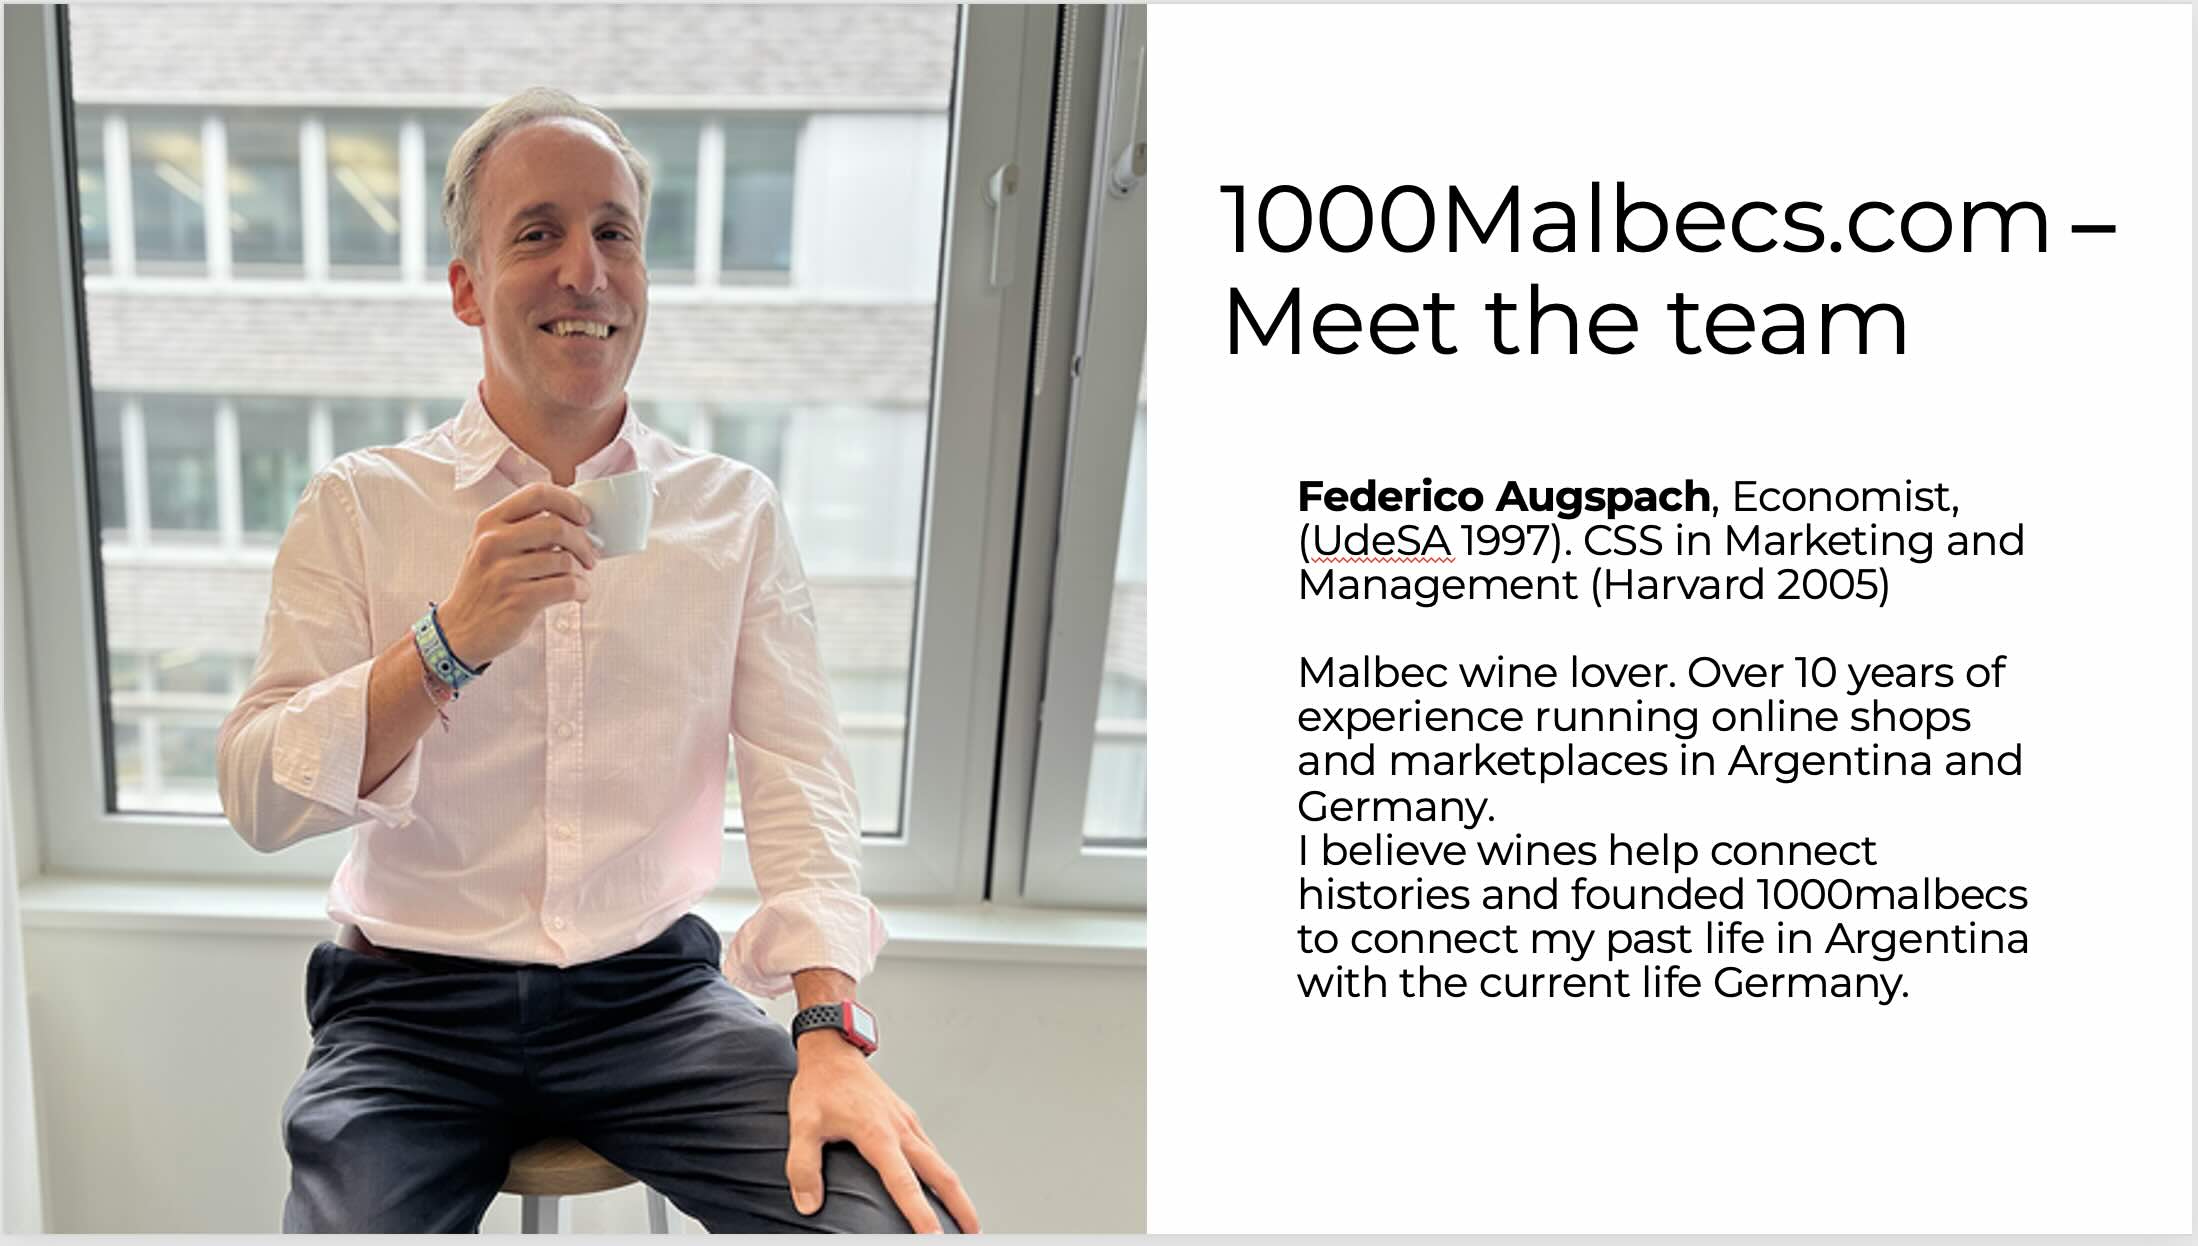 1000Malbecs.com –
Meet the team
Federico Augspach, Economist,
(UdeSA 1997). CSS in Marketing and
Management (Harvard 2005)
Malbec wine lover. Over 10 years of
experience running online shops
and marketplaces in Argentina and
Germany.
I believe wines help connect
histories and founded 1000malbecs
to connect my past life in Argentina
with the current life Germany.